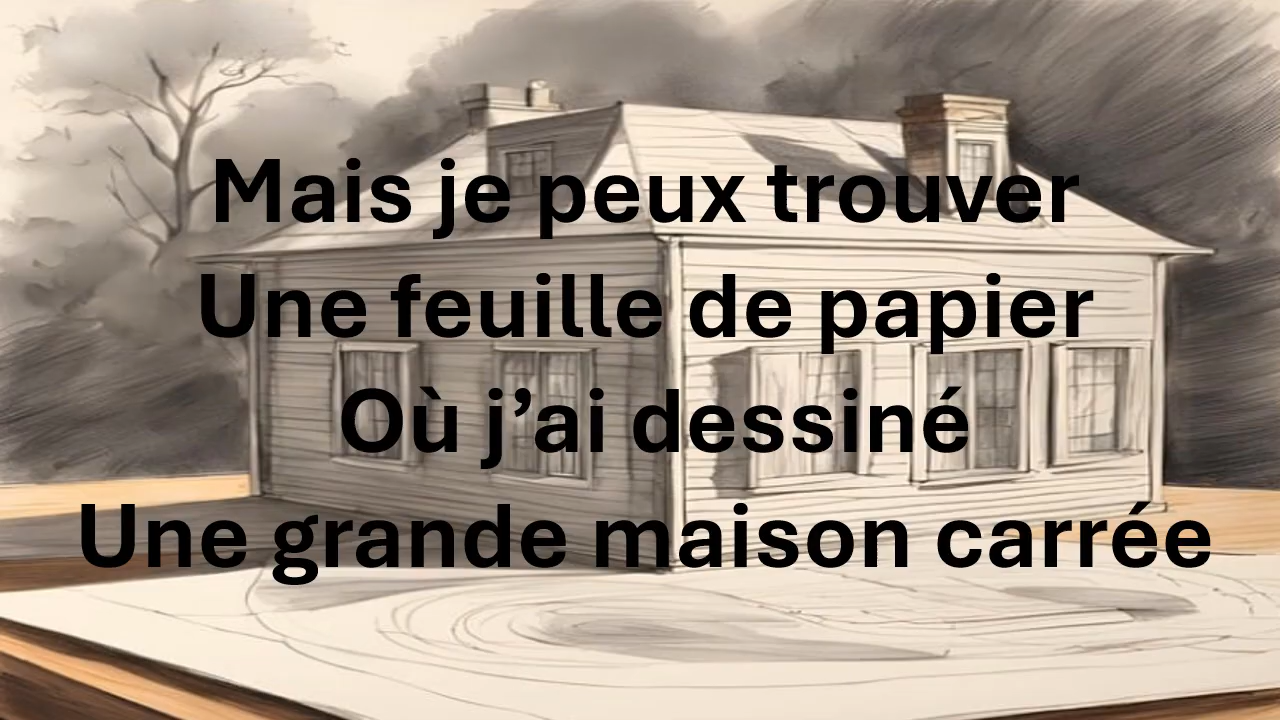 Mais je peux trouver
Une feuille de papier
Où j’ai dessiné
Une grande maison carrée